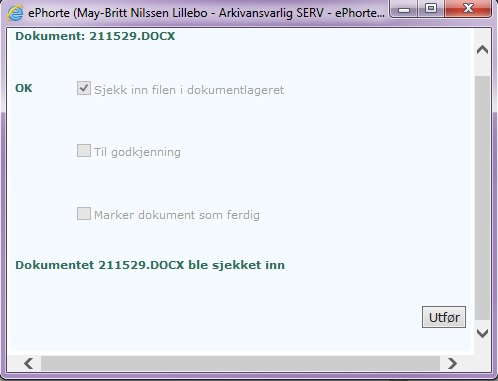 ePhorte (May-Britt Nilssen Lillebo - Arkivansvarlig SERV - ePhorte...
Dokument: 211529.DOCX
OK
Sjekk inn filen i dokumentlageret
Til godkjenning
Marker dokument som ferdig
Dokumentet 211529.DOCX ble sjekket inn
Utfør